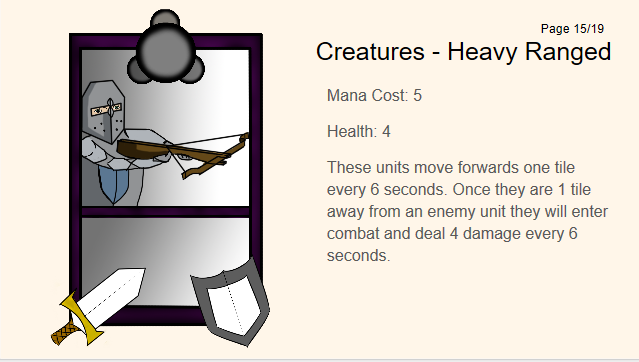 Page 15/19
Creatures - Heavy Ranged
Mana Cost: 5
Health: 4
These units move forwards one tile
every 6 seconds. Once they are 1 tile
away from an enemy unit they will enter
combat and deal 4 damage every 6
seconds.